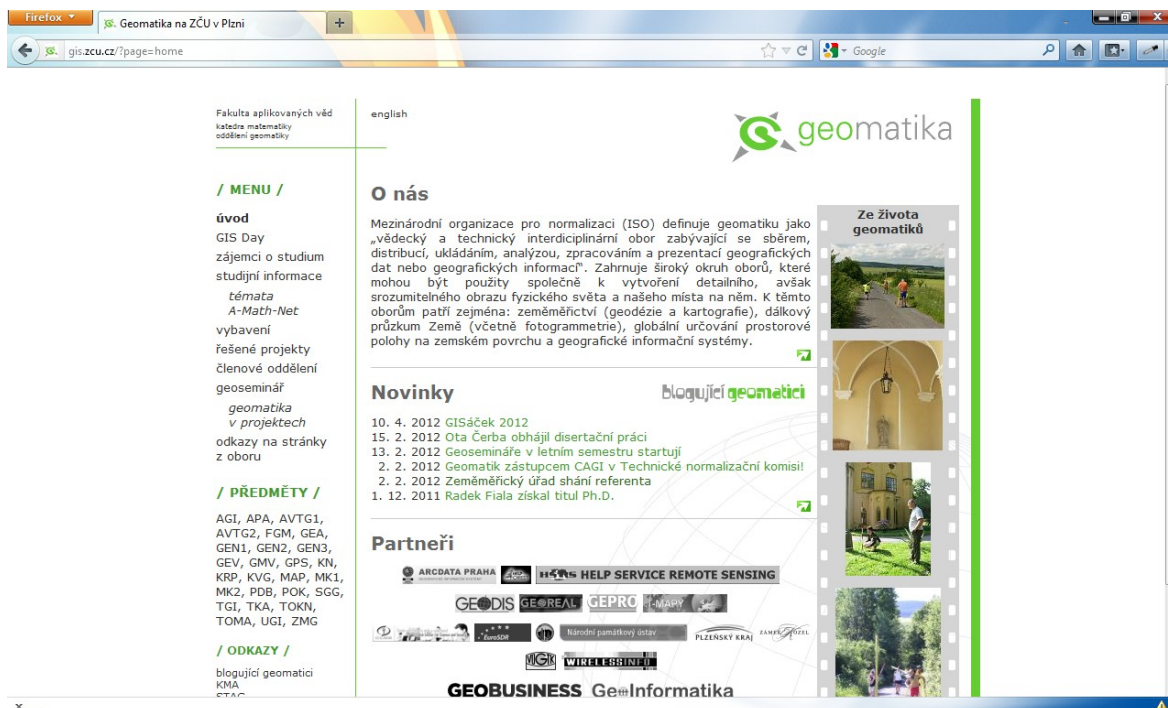 Firefox
Geomatika na ZČU v Plzni
gis.zcu.cz/?page=home
Google
Fakulta aplikovaných věd
katedra matematiky
oddělení geomatiky
english
geomatika
/ MENU /
úvod
GIS Day
zájemci o studium
studijní informace
témata
A-Math-Net
vybavení
řešené projekty
členové oddělení
geoseminář
geomatika
v projektech
odkazy na stránky
z oboru
/ PŘEDMĚTY /
AGI, APA, AVTG1,
AVTG2, FGM, GEA,
GEN1, GEN2, GEN3,
GEV, GMV, GPS, KN,
KRP, KVG, MAP, MK1,
MK2, PDB, POK, SGG,
TGI, TKA, TOKN,
TOMA, UGI, ZMG
/ ODKAZY /
blogující geomatici
KMA
STAG
O nás
Mezinárodní organizace pro normalizaci (ISO) definuje geomatiku jako
„vědecký a technický interdiciplinární obor zabývající se sběrem,
distribucí, ukládáním, analýzou, zpracováním a prezentací geografických
dat nebo geografických informací“. Zahrnuje široký okruh oborů, které
mohou být použity společně k vytvoření detailního, avšak
srozumitelného obrazu fyzického světa a našeho místa na něm. K těmto
oborům patří zejména: zeměměřictví (geodézie a kartografie), dálkový
průzkum Země (včetně fotogrammetrie), globální určování prostorové
polohy na zemském povrchu a geografické informační systémy.
Novinky
blogující geomatici
10. 4. 2012 GISáček 2012
15. 2. 2012 Ota Čerba obhájil disertační práci
13. 2. 2012 Geosemináře v letním semestru startují
2. 2. 2012 Geomatik zástupcem CAGI v Technické normalizační komisi!
2. 2. 2012 Zeměměřický úřad shání referenta
1. 12. 2011 Radek Fiala získal titul Ph.D.
Partneři
ARCDATA PRAHA
HELP SERVICE REMOTE SENSING
GEODIS GEOREAL GEPRO T-MAPY
EuroSDR Národní památkový ústav PLZEŇSKÝ KRAJ ZÁMEK KOZEL
WIRELESSINFO
GEOBUSINESS GeoInformatika
Ze života
geomatiků